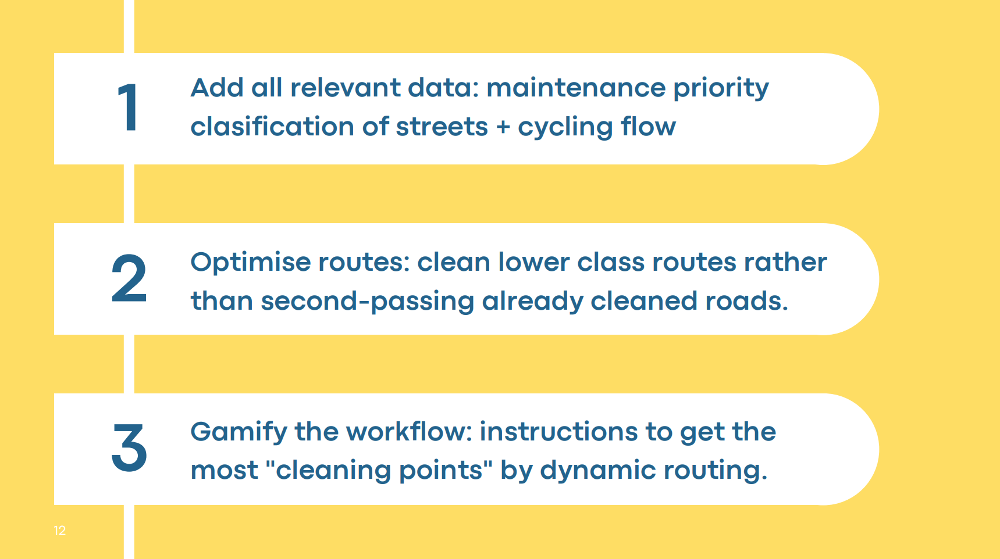 1
Add all relevant data: maintenance priority
clasification of streets + cycling flow
2
Optimise routes: clean lower class routes rather
than second-passing already cleaned roads.
3
Gamify the workflow: instructions to get the
most "cleaning points" by dynamic routing.
12